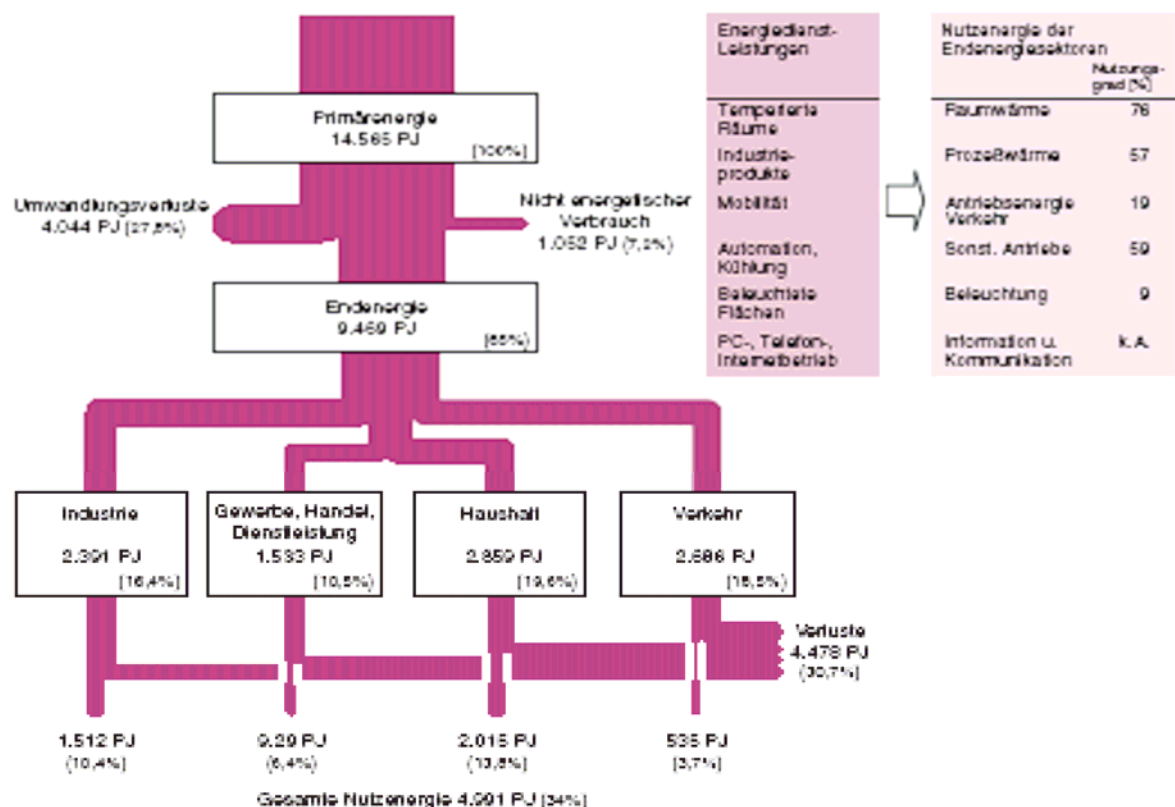 Primärenergie
14.565 PJ
(100%)
Umwandlungsverluste
4.044 PJ (27,8%)
Nicht energetischer
Verbrauch
1.052 PJ (7,2%)
Endenergie
9.469 PJ
(65%)
Industrie
2.391 PJ
(16,4%)
Gewerbe, Handel,
Dienstleistung
1.533 PJ
(10,5%)
Haushalt
2.859 PJ
(19,6%)
Verkehr
2.686 PJ
(18,5%)
Verluste
4.478 PJ
(30,7%)
1.512 PJ
(10,4%)
9.29 PJ
(6,4%)
2.015 PJ
(13,8%)
535 PJ
(3,7%)
Gesamte Nutzenergie 4.991 PJ (34%)
Energiedienst-
Leistungen
Temperierte
Räume
Industrie-
produkte
Mobilität
Automation,
Kühlung
Beleuchtete
Flächen
PC-, Telefon-,
Internetbetrieb
Nutzenergie der
Endenergiesektoren
Nutzungs-
grad [%]
Raumwärme 76
Prozeßwärme 57
Antriebsenergie
Verkehr 19
Sonst. Antriebe 59
Beleuchtung 9
Information u.
Kommunikation k. A.